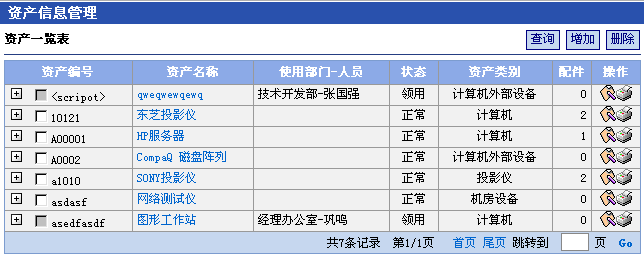 资产信息管理
资产一览表 查询 增加 删除
资产编号 资产名称 使用部门-人员 状态 资产类别 配件 操作
<scripot> qweqwewqewq 技术开发部-张国强 领用 计算机外部设备 0
10121 东芝投影仪 正常 计算机 2
A00001 HP服务器 正常 计算机 1
A0002 CompaQ 磁盘阵列 正常 计算机外部设备 0
a1010 SONY投影仪 正常 投影仪 2
asdasf 网络测试仪 正常 机房设备 0
asedfasdf 图形工作站 经理办公室-巩鸣 领用 计算机 0
共7条记录 第1/1页 首页 尾页 跳转到 页 Go